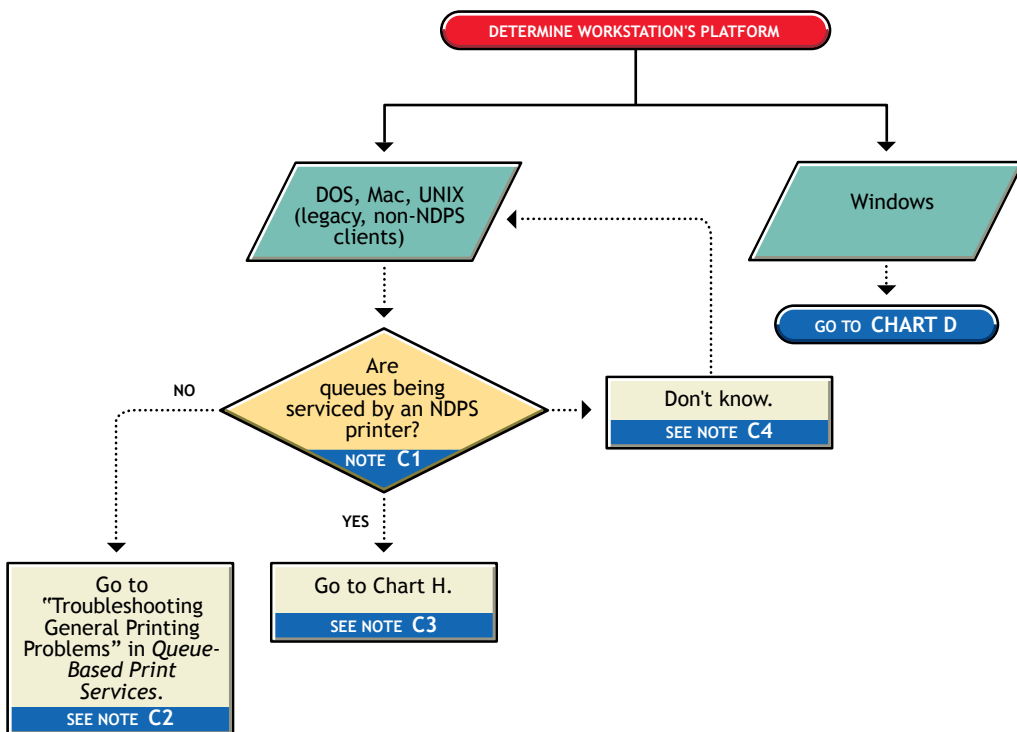 DETERMINE WORKSTATION'S PLATFORM
DOS, Mac, UNIX
(legacy, non-NDPS
clients)
Windows
GO TO CHART D
Are
queues being
serviced by an NDPS
printer?
NOTE C1
NO
Don't know.
SEE NOTE C4
YES
Go to
“Troubleshooting
General Printing
Problems” in Queue-
Based Print
Services.
SEE NOTE C2
Go to Chart H.
SEE NOTE C3